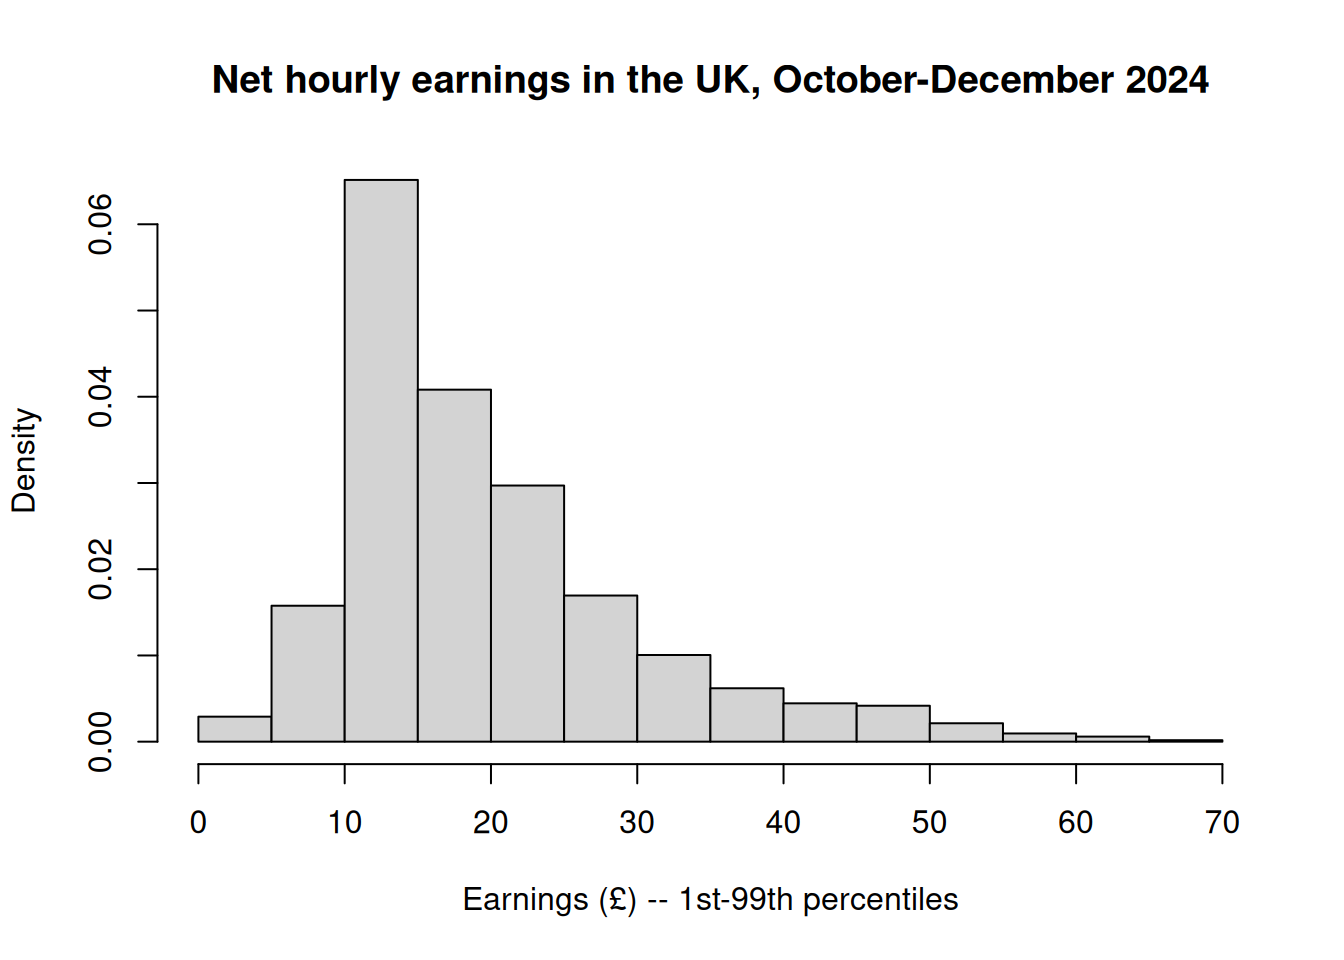 Net hourly earnings in the UK, October-December 2024
0.06
0.04
0.02
0.00
Density
0 10 20 30 40 50 60 70
Earnings (£) -- 1st-99th percentiles